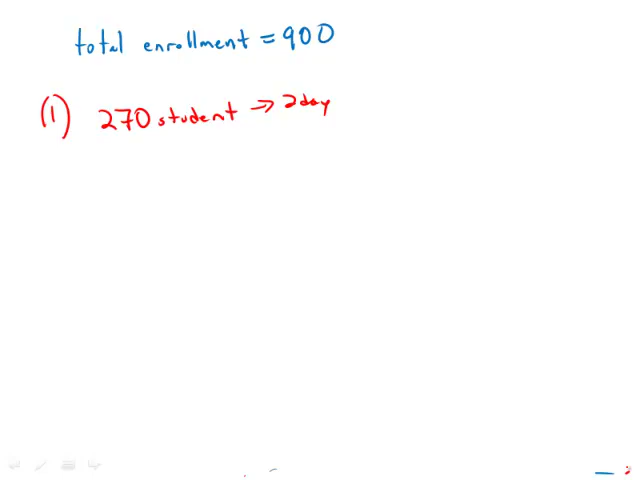 total enrollment = 900
(1) 270 student → 2day